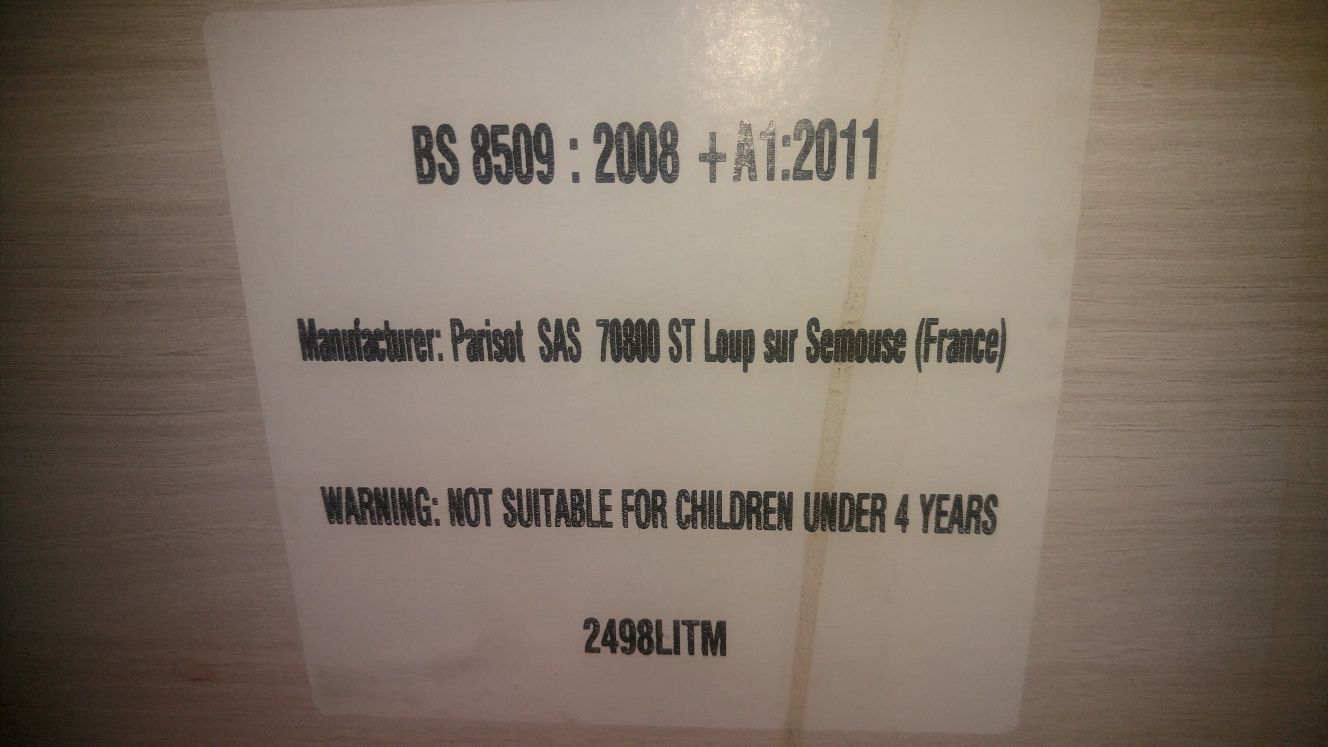 BS 8509 : 2008 + A1:2011
Manufacturer: Parisot SAS 70800 ST Loup sur Semouse (France)
WARNING: NOT SUITABLE FOR CHILDREN UNDER 4 YEARS
2498LITM